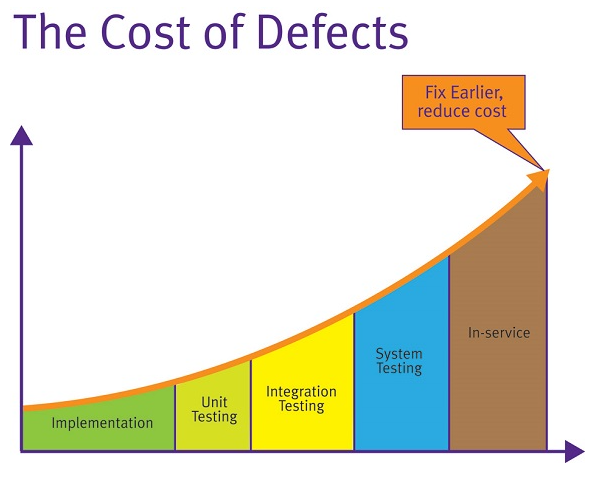 The Cost of Defects
Fix Earlier,
reduce cost
Implementation
Unit
Testing
Integration
Testing
System
Testing
In-service